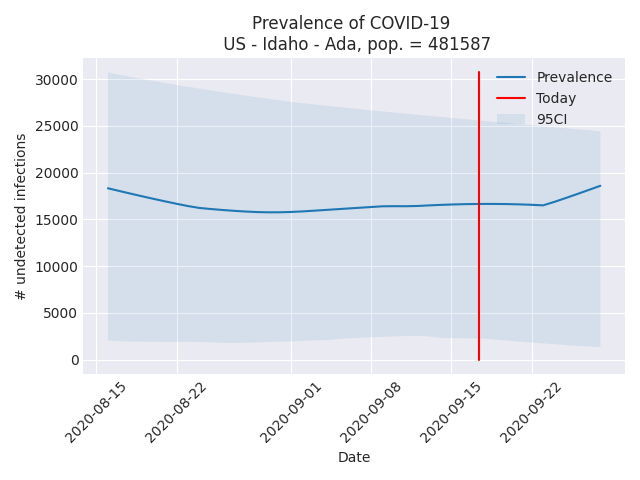 Prevalence of COVID-19
US - Idaho - Ada, pop. = 481587
30000
25000
20000
15000
10000
5000
0
# undetected infections
Prevalence
Today
95CI
2020-08-15
2020-08-22
2020-09-01
2020-09-08
2020-09-15
2020-09-22
Date